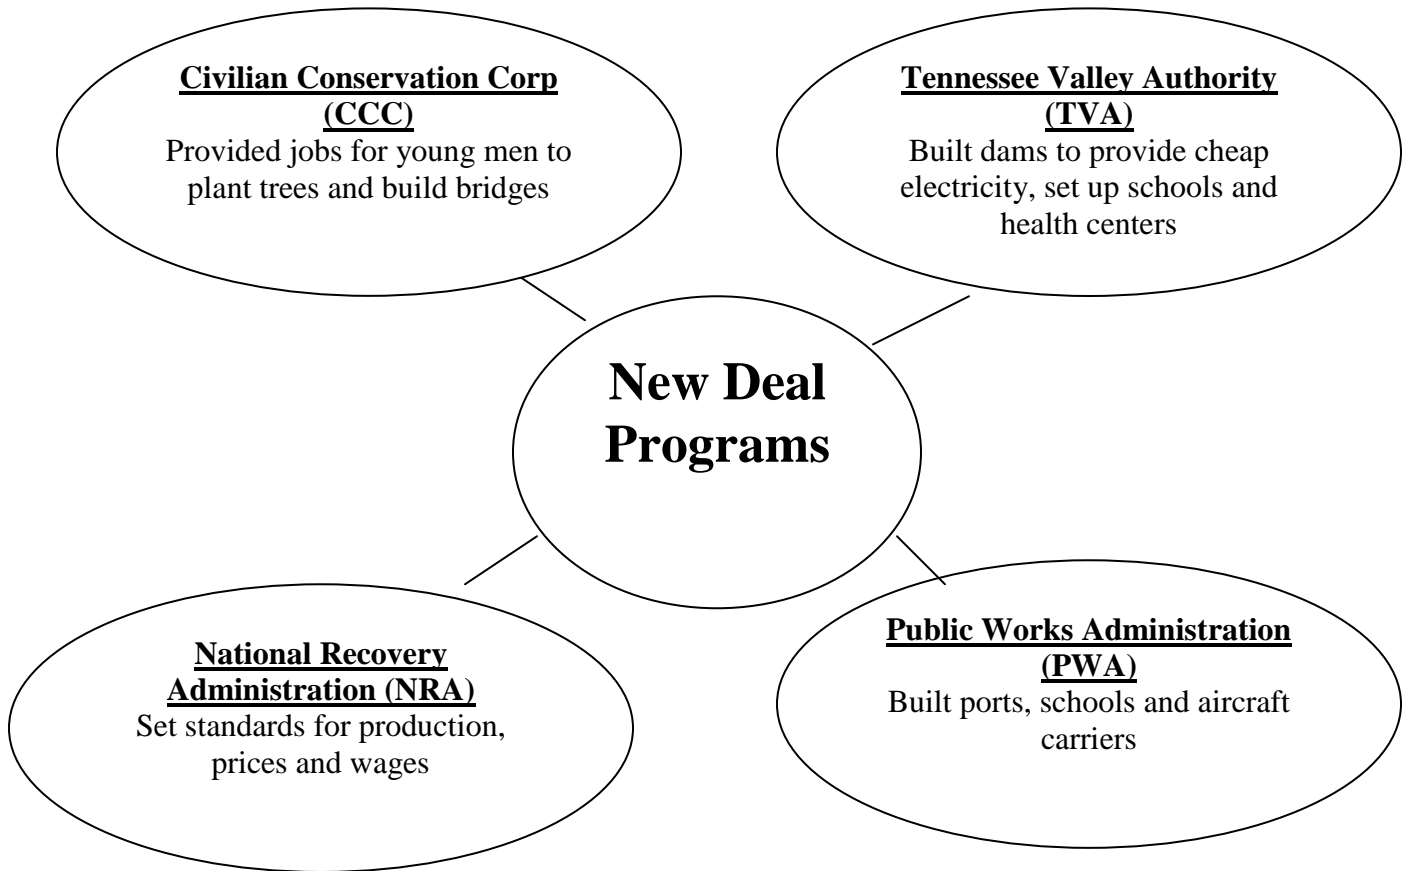 Civilian Conservation Corp
(CCC)
Provided jobs for young men to
plant trees and build bridges
Tennessee Valley Authority
(TVA)
Built dams to provide cheap
electricity, set up schools and
health centers
New Deal
Programs
National Recovery
Administration (NRA)
Set standards for production,
prices and wages
Public Works Administration
(PWA)
Built ports, schools and aircraft
carriers